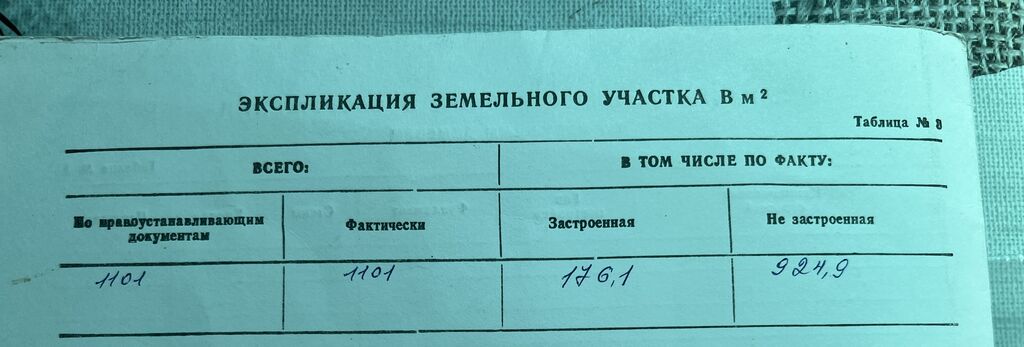 ЭКСПЛИКАЦИЯ ЗЕМЕЛЬНОГО УЧАСТКА В м²
Таблица № 3
ВСЕГО: В ТОМ ЧИСЛЕ ПО ФАКТУ:
По правоустанавливающим документам Фактически Застроенная Не застроенная
1101 1101 176,1 924,9